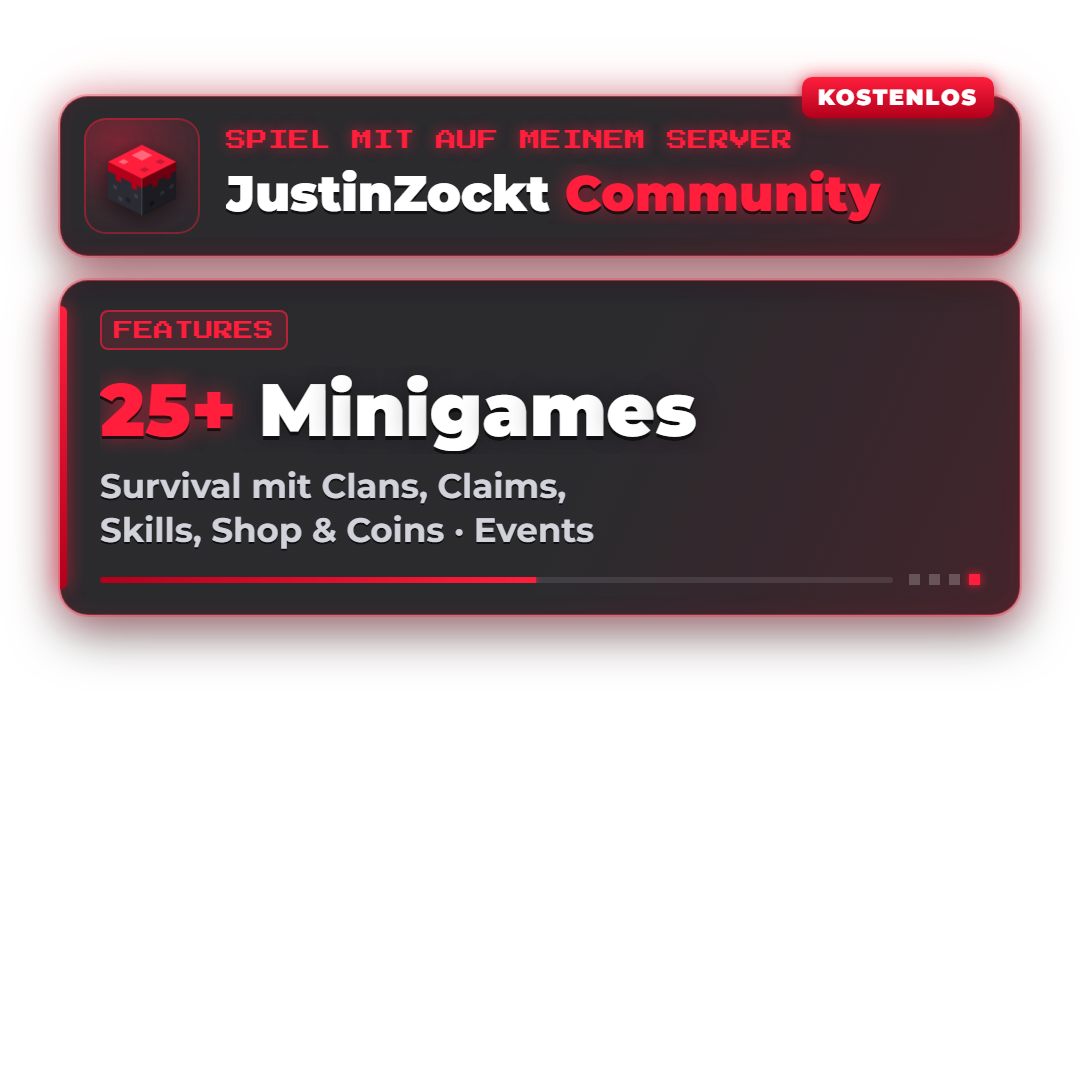 KOSTENLOS
SPIEL MIT AUF MEINEM SERVER
JustinZockt Community
FEATURES
25+ Minigames
Survival mit Clans, Claims,
Skills, Shop & Coins · Events